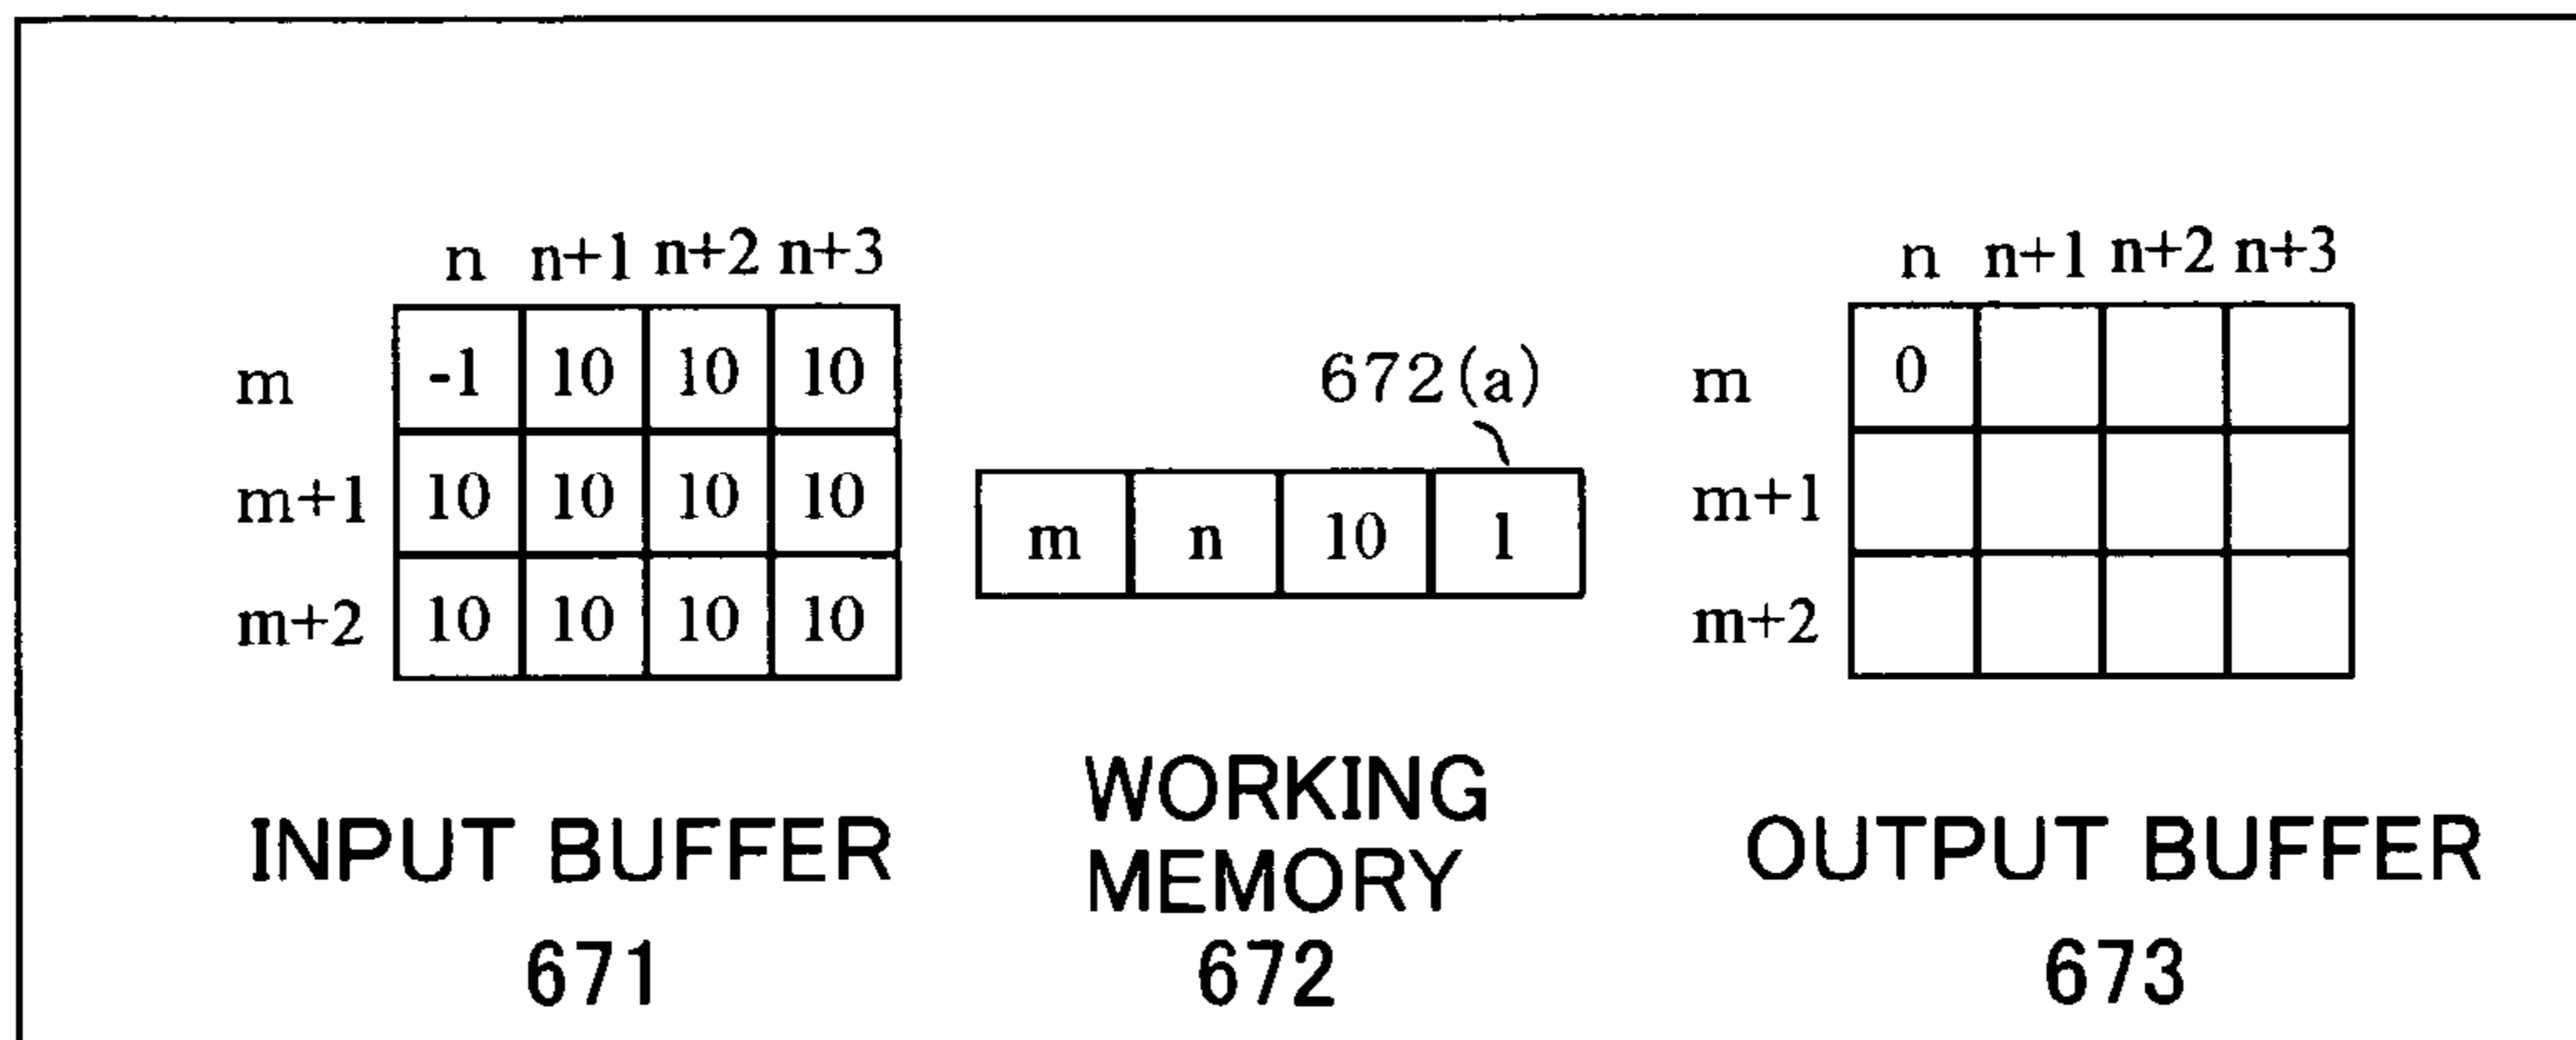 n n+1 n+2 n+3
m -1 10 10 10
m+1 10 10 10 10
m+2 10 10 10 10
INPUT BUFFER
671
672(a)
m n 10 1
WORKING
MEMORY
672
n n+1 n+2 n+3
m 0
m+1
m+2
OUTPUT BUFFER
673